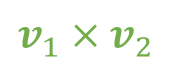 𝒗₁ × 𝒗₂